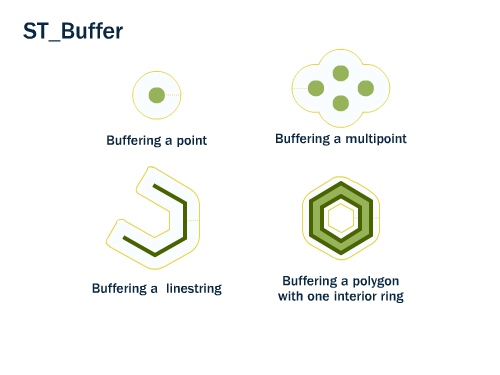 ST_Buffer
Buffering a point
Buffering a multipoint
Buffering a linestring
Buffering a polygon
with one interior ring